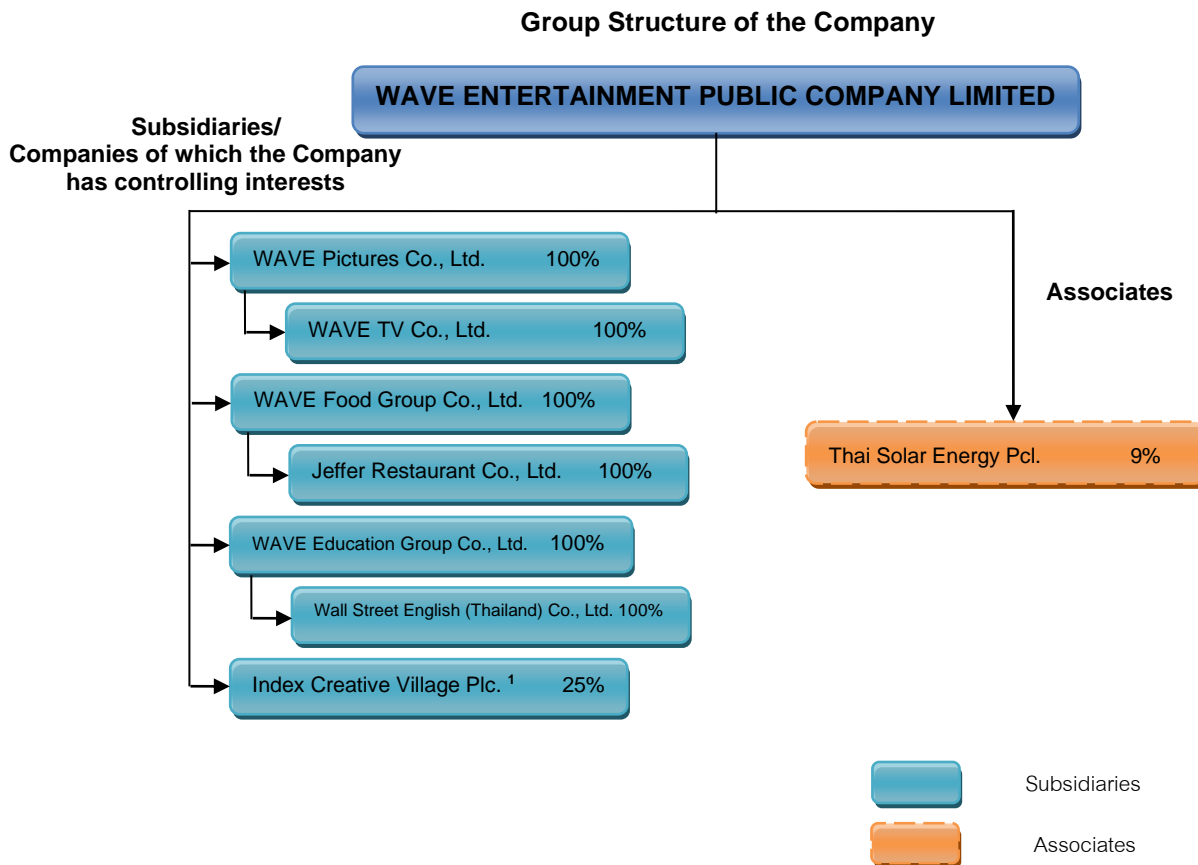 Group Structure of the Company
WAVE ENTERTAINMENT PUBLIC COMPANY LIMITED
Subsidiaries/
Companies of which the Company
has controlling interests
WAVE Pictures Co., Ltd. 100%
WAVE TV Co., Ltd. 100%
WAVE Food Group Co., Ltd. 100%
Jeffer Restaurant Co., Ltd. 100%
WAVE Education Group Co., Ltd. 100%
Wall Street English (Thailand) Co., Ltd. 100%
Index Creative Village Plc. ¹ 25%
Associates
Thai Solar Energy Pcl. 9%
Subsidiaries
Associates